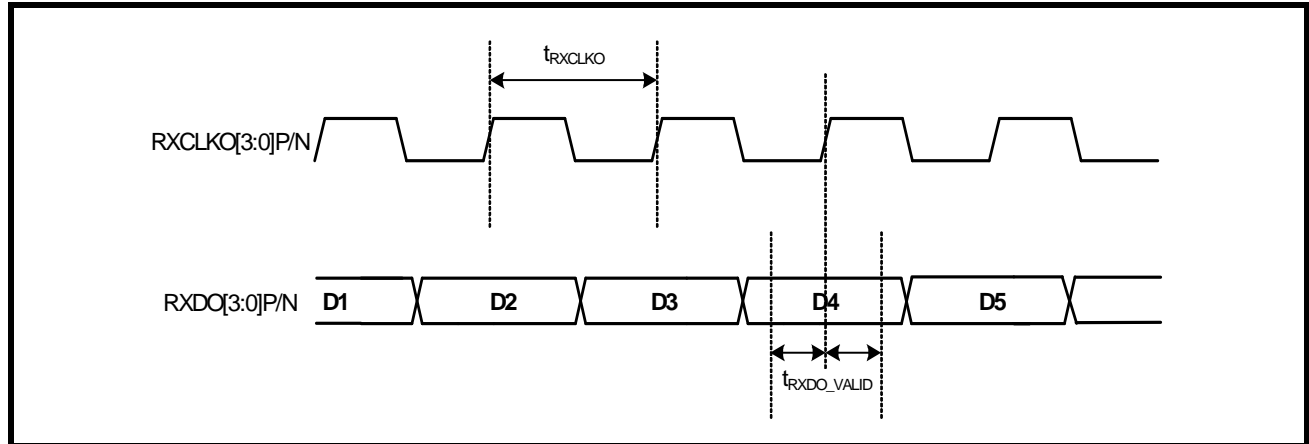 tRXCLKO
RXCLKO[3:0]P/N
RXDO[3:0]P/N D1 D2 D3 D4 D5
tRXDO_VALID